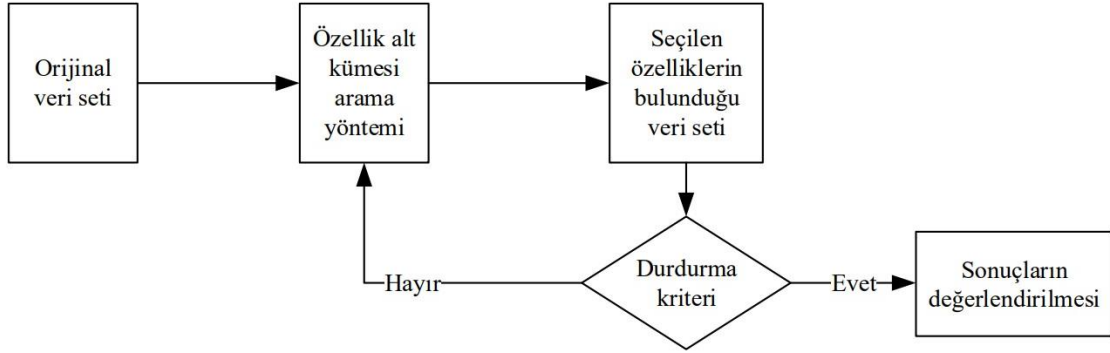 Orijinal
veri seti
Özellik alt
kümesi
arama
yöntemi
Seçilen
özelliklerin
bulunduğu
veri seti
Durdurma
kriteri
Hayır
Evet
Sonuçların
değerlendirilmesi